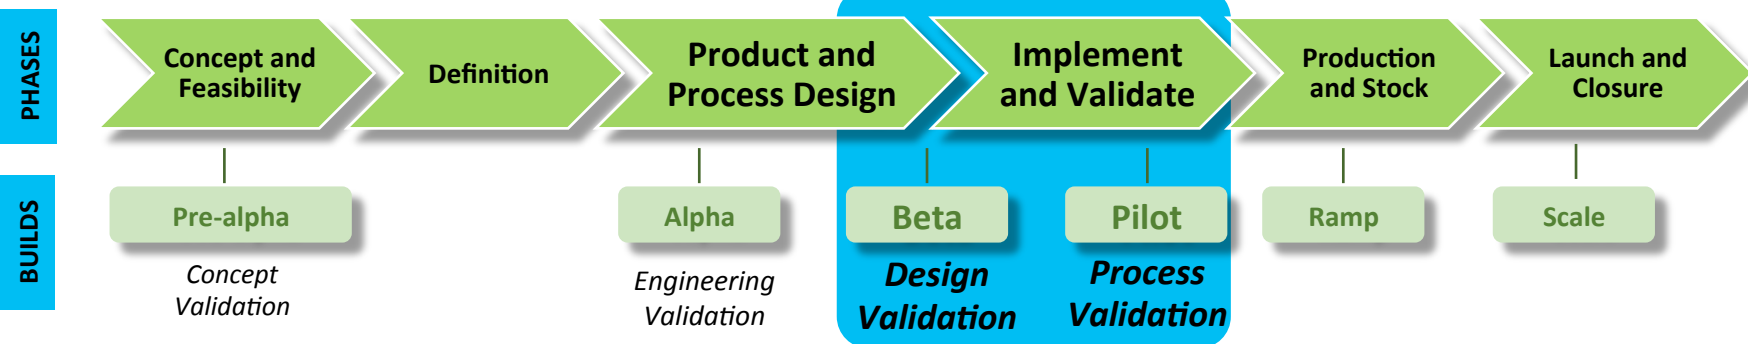 PHASES
Concept and
Feasibility
Definition
Product and
Process Design
Implement
and Validate
Production
and Stock
Launch and
Closure
BUILDS
Pre-alpha
Concept
Validation
Alpha
Engineering
Validation
Beta
Design
Validation
Pilot
Process
Validation
Ramp
Scale